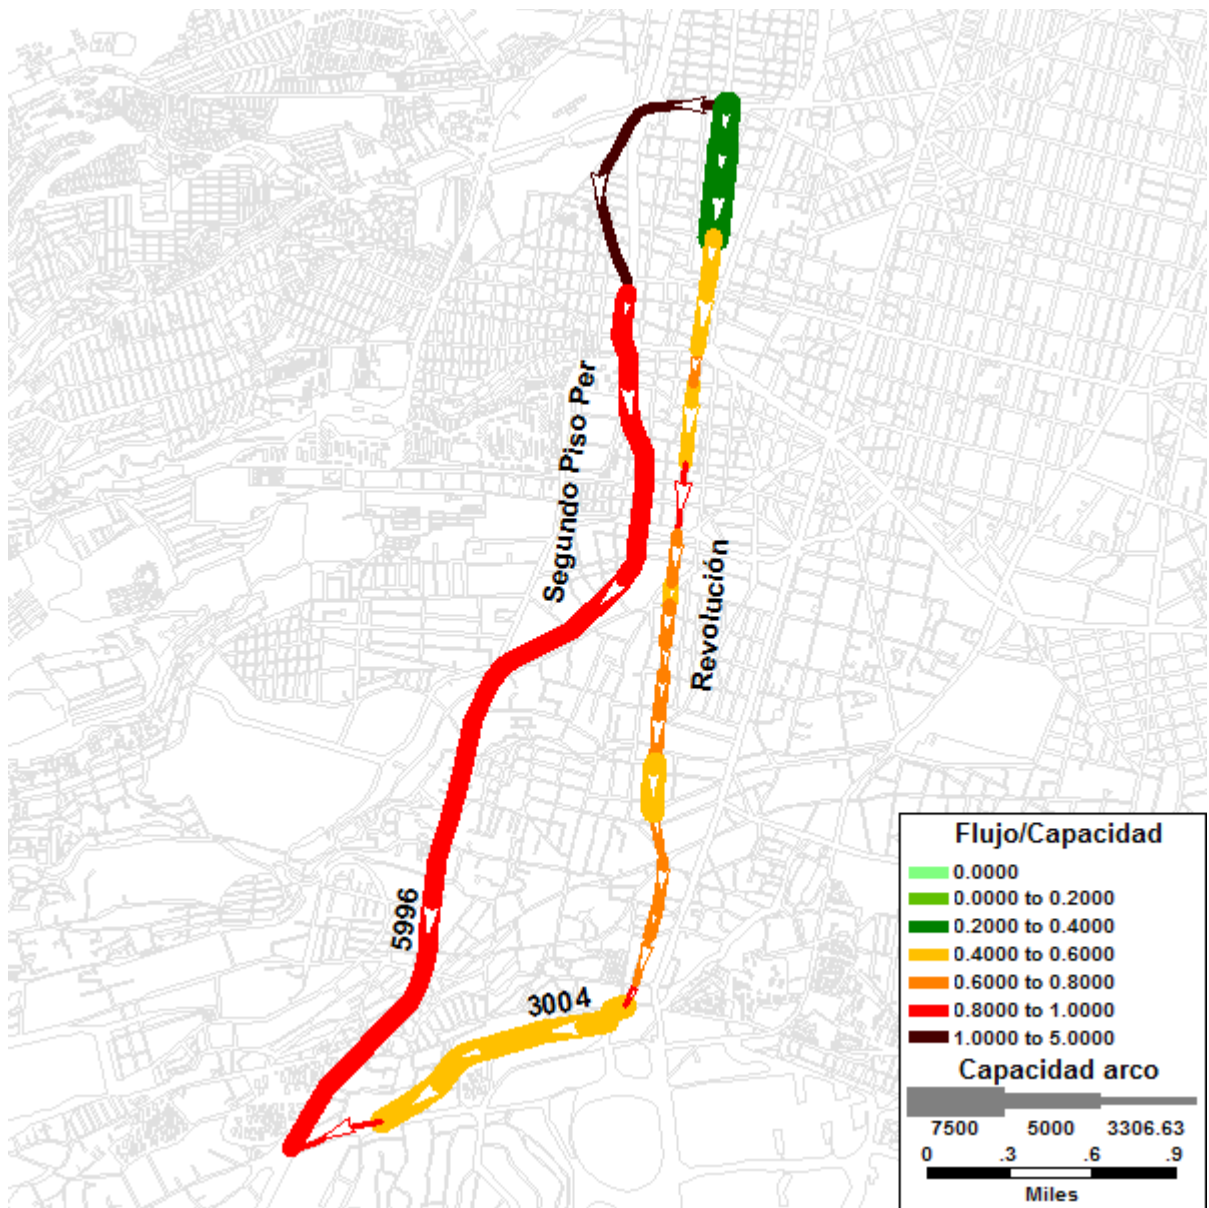 Segundo Piso Per
Revolución
5996
3004
Flujo/Capacidad
0.0000
0.0000 to 0.2000
0.2000 to 0.4000
0.4000 to 0.6000
0.6000 to 0.8000
0.8000 to 1.0000
1.0000 to 5.0000
Capacidad arco
7500 5000 3306.63
0 .3 .6 .9
Miles